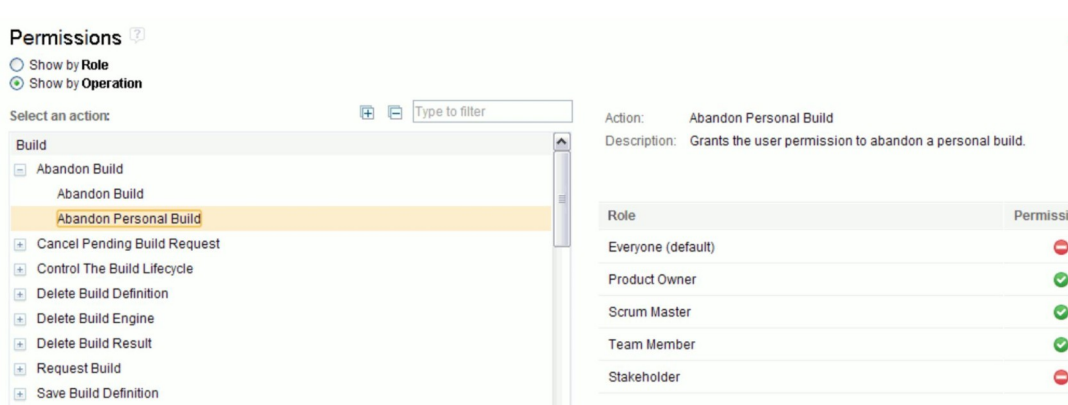 Permissions ?
Show by Role
Show by Operation
Select an action:
Type to filter
Build
Abandon Build
Abandon Build
Abandon Personal Build
Cancel Pending Build Request
Control The Build Lifecycle
Delete Build Definition
Delete Build Engine
Delete Build Result
Request Build
Save Build Definition
Action: Abandon Personal Build
Description: Grants the user permission to abandon a personal build.
Role Permissi
Everyone (default)
Product Owner
Scrum Master
Team Member
Stakeholder